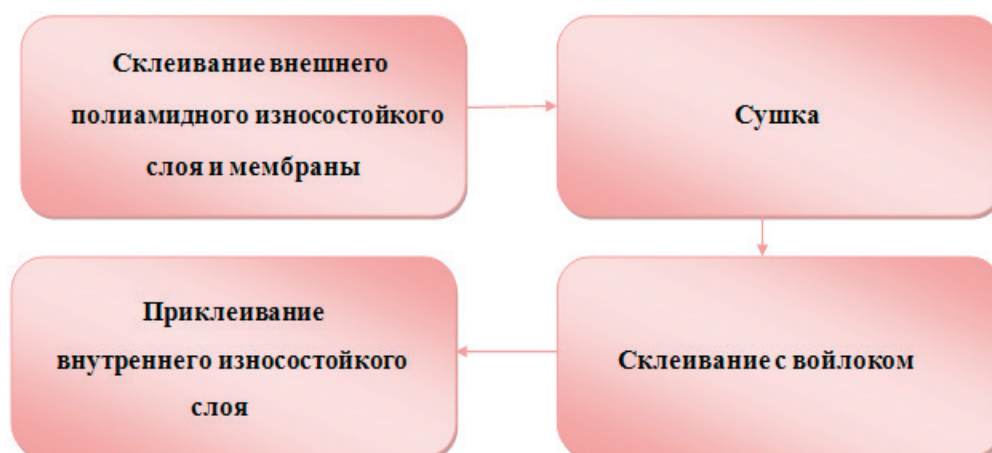 Склеивание внешнего
полиамидного износостойкого
слоя и мембраны
Сушка
Склеивание с войлоком
Приклеивание
внутреннего износостойкого
слоя